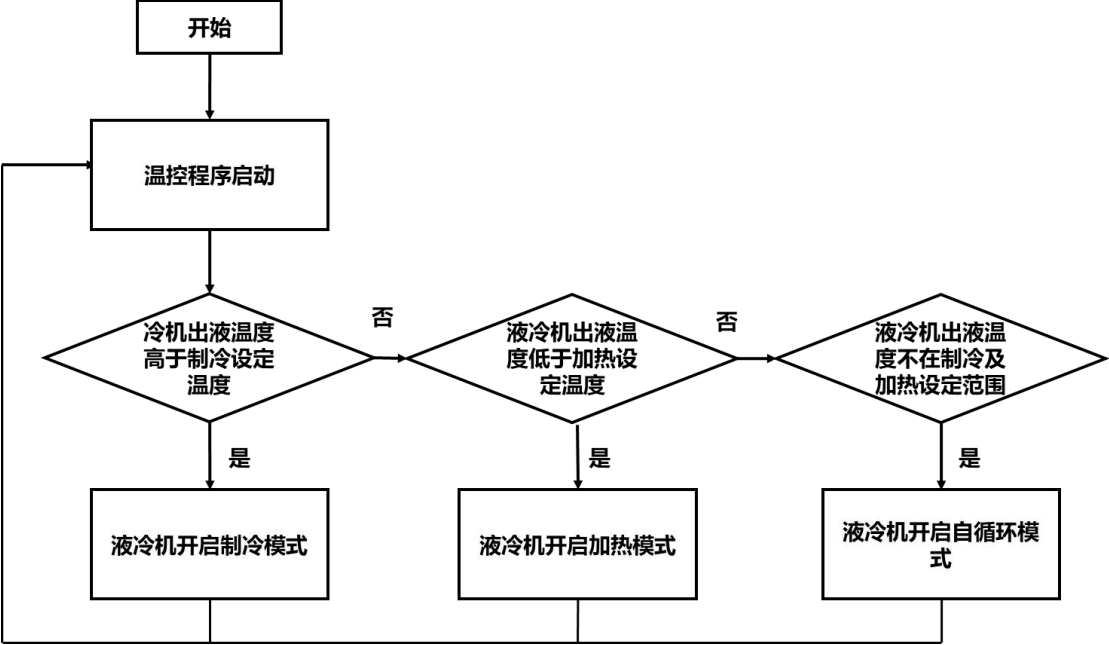 开始
温控程序启动
冷机出液温度
高于制冷设定
温度
否
液冷机出液温
度低于加热设
定温度
否
液冷机出液温
度不在制冷及
加热设定范围
是
是
是
液冷机开启制冷模式
液冷机开启加热模式
液冷机开启自循环模
式